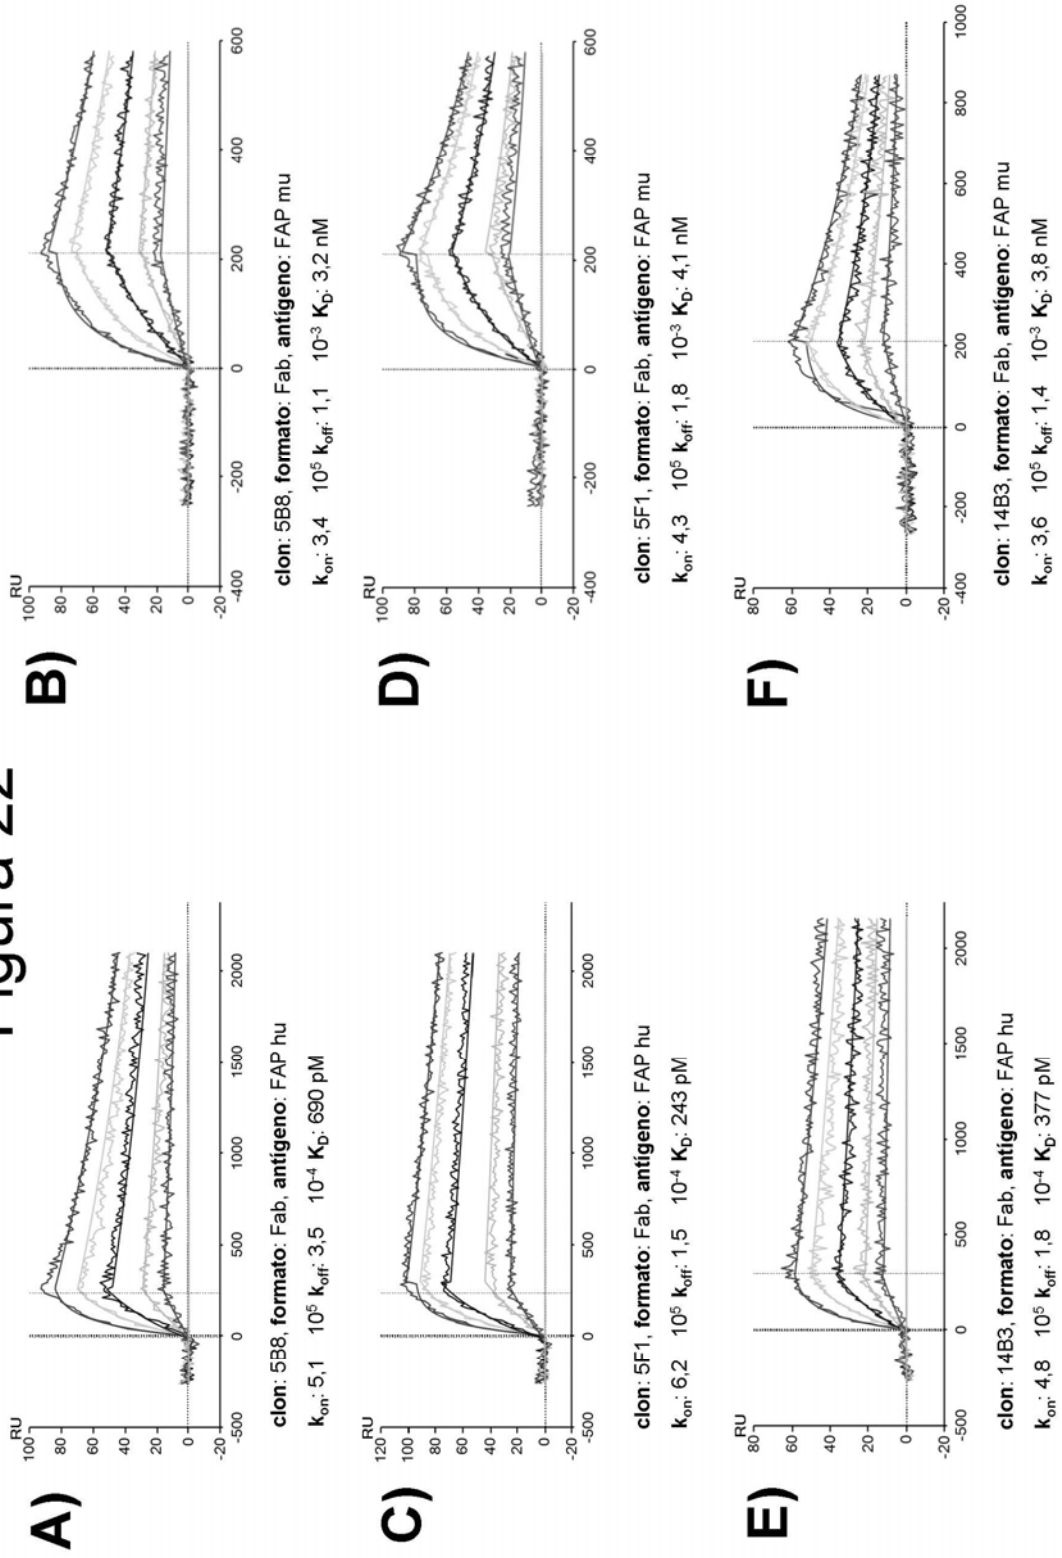 Figura 22
A)
RU
100
80
60
40
20
0
-20
-500 0 500 1000 1500 2000
clon: 5B8, formato: Fab, antígeno: FAP hu
kon: 5,1 10⁵ koff: 3,5 10⁻⁴ KD: 690 pM
B)
RU
100
80
60
40
20
0
-20
-400 -200 0 200 400 600
clon: 5B8, formato: Fab, antígeno: FAP mu
kon: 3,4 10⁵ koff: 1,1 10⁻³ KD: 3,2 nM
C)
RU
120
100
80
60
40
20
0
-20
-500 0 500 1000 1500 2000
clon: 5F1, formato: Fab, antígeno: FAP hu
kon: 6,2 10⁵ koff: 1,5 10⁻⁴ KD: 243 pM
D)
RU
100
80
60
40
20
0
-20
-400 -200 0 200 400 600
clon: 5F1, formato: Fab, antígeno: FAP mu
kon: 4,3 10⁵ koff: 1,8 10⁻³ KD: 4,1 nM
E)
RU
80
60
40
20
0
-20
-500 0 500 1000 1500 2000
clon: 14B3, formato: Fab, antígeno: FAP hu
kon: 4,8 10⁵ koff: 1,8 10⁻⁴ KD: 377 pM
F)
RU
80
60
40
20
0
-20
-400 -200 0 200 400 600 800 1000
clon: 14B3, formato: Fab, antígeno: FAP mu
kon: 3,6 10⁵ koff: 1,4 10⁻³ KD: 3,8 nM